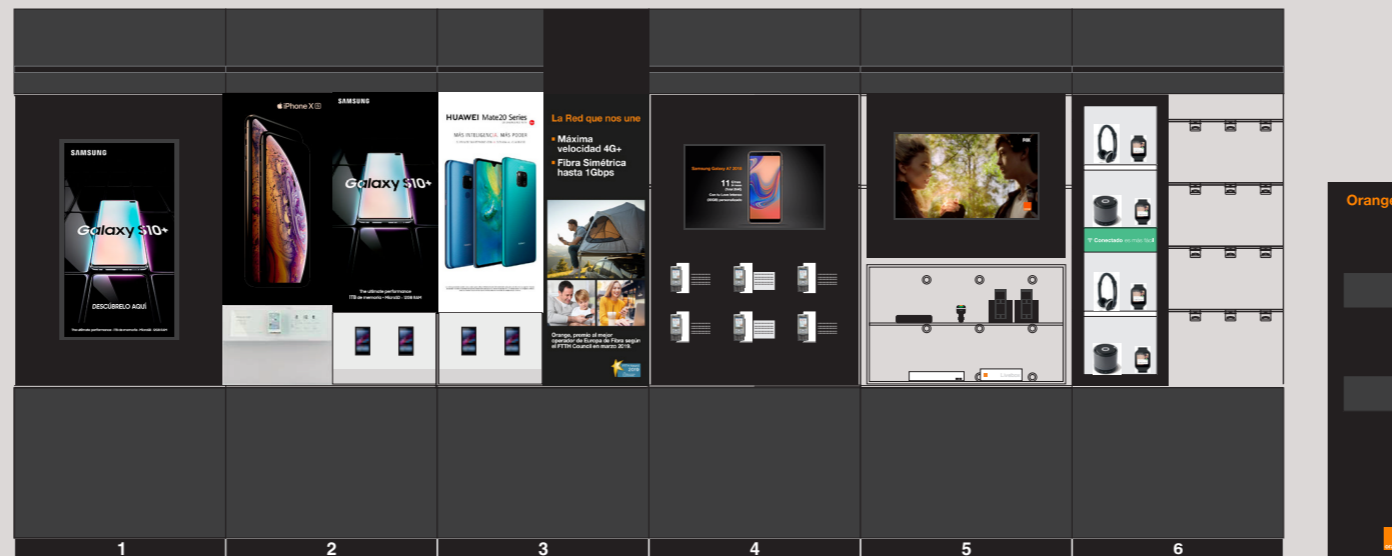 SAMSUNG
Galaxy S10+
DESCÚBRELO AQUÍ
iPhone XS
SAMSUNG
Galaxy S10+
The ultimate performance
HUAWEI Mate20 Series
MÁS INTELIGENCIA. MÁS PODER
La Red que nos une
Máxima
velocidad 4G+
Fibra Simétrica
hasta 1Gbps
Orange, premio al mejor
operador de Europa de Fibra según
el FTTH Council en marzo 2019.
Samsung Galaxy A7 2018
11
Conectado es más fácil
Livebox
Orange
1
2
3
4
5
6